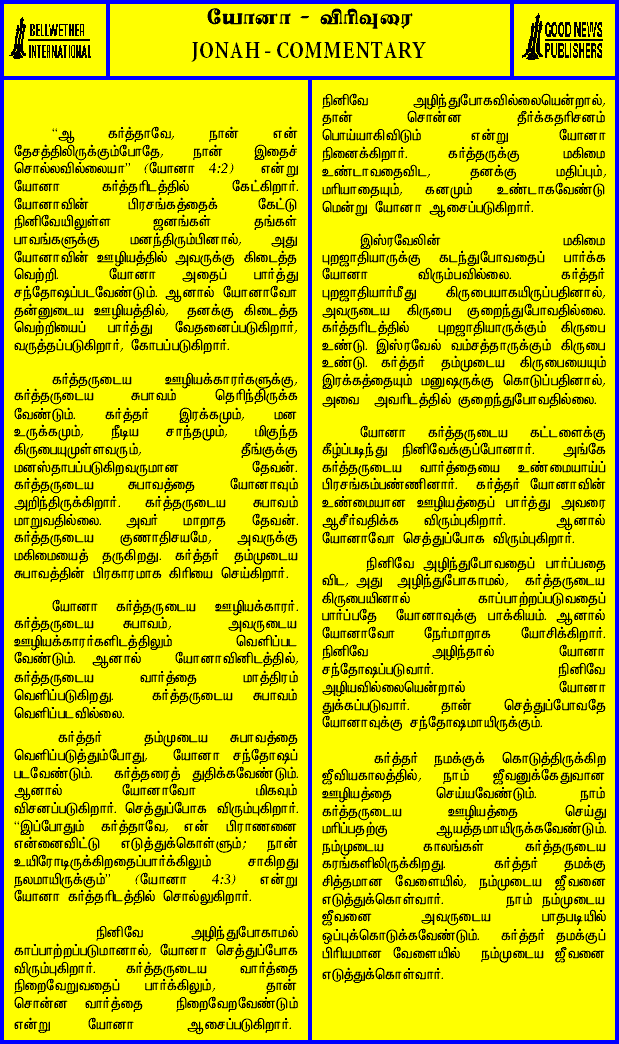 யோனா - விரிவுரை
JONAH - COMMENTARY
BELLWETHER
INTERNATIONAL
GOOD NEWS
PUBLISHERS
“ஆ கர்த்தாவே, நான் என்
தேசத்திலிருக்கும்போதே, நான் இதைச்
சொல்லவில்லையா” (யோனா 4:2) என்று
யோனா கர்த்தரிடத்தில் கேட்கிறார்.
யோனாவின் பிரசங்கத்தைக் கேட்டு
நினிவேயிலுள்ள ஜனங்கள் தங்கள்
பாவங்களுக்கு மனந்திரும்பினால், அது
யோனாவின் ஊழியத்தில் அவருக்கு கிடைத்த
வெற்றி. யோனா அதைப் பார்த்து
சந்தோஷப்படவேண்டும். ஆனால் யோனாவோ
தன்னுடைய ஊழியத்தில், தனக்கு கிடைத்த
வெற்றியைப் பார்த்து வேதனைப்படுகிறார்,
வருத்தப்படுகிறார், கோபப்படுகிறார்.
கர்த்தருடைய ஊழியக்காரர்களுக்கு,
கர்த்தருடைய சுபாவம் தெரிந்திருக்க
வேண்டும். கர்த்தர் இரக்கமும், மன
உருக்கமும், நீடிய சாந்தமும், மிகுந்த
கிருபையுமுள்ளவரும், தீங்குக்கு
மனஸ்தாபப்படுகிறவருமான தேவன்.
கர்த்தருடைய சுபாவத்தை யோனாவும்
அறிந்திருக்கிறார். கர்த்தருடைய சுபாவம்
மாறுவதில்லை. அவர் மாறாத தேவன்.
கர்த்தருடைய குணாதிசயமே, அவருக்கு
மகிமையைத் தருகிறது. கர்த்தர் தம்முடைய
சுபாவத்தின் பிரகாரமாக கிரியை செய்கிறார்.
யோனா கர்த்தருடைய ஊழியக்காரர்.
கர்த்தருடைய சுபாவம், அவருடைய
ஊழியக்காரர்களிடத்திலும் வெளிப்பட
வேண்டும். ஆனால் யோனாவினிடத்தில்,
கர்த்தருடைய வார்த்தை மாத்திரம்
வெளிப்படுகிறது. கர்த்தருடைய சுபாவம்
வெளிப்படவில்லை.
கர்த்தர் தம்முடைய சுபாவத்தை
வெளிப்படுத்தும்போது, யோனா சந்தோஷப்
படவேண்டும். கர்த்தரைத் துதிக்கவேண்டும்.
ஆனால் யோனாவோ மிகவும்
விசனப்படுகிறார். செத்துப்போக விரும்புகிறார்.
“இப்போதும் கர்த்தாவே, என் பிராணனை
என்னைவிட்டு எடுத்துக்கொள்ளும்; நான்
உயிரோடிருக்கிறதைப்பார்க்கிலும் சாகிறது
நலமாயிருக்கும்” (யோனா 4:3) என்று
யோனா கர்த்தரிடத்தில் சொல்லுகிறார்.
நினிவே அழிந்துபோகாமல்
காப்பாற்றப்படுமானால், யோனா செத்துப்போக
விரும்புகிறார். கர்த்தருடைய வார்த்தை
நிறைவேறுவதைப் பார்க்கிலும், தான்
சொன்ன வார்த்தை நிறைவேறவேண்டும்
என்று யோனா ஆசைப்படுகிறார்.
நினிவே அழிந்துபோகவில்லையென்றால்,
தான் சொன்ன தீர்க்கதரிசனம்
பொய்யாகிவிடும் என்று யோனா
நினைக்கிறார். கர்த்தருக்கு மகிமை
உண்டாவதைவிட, தனக்கு மதிப்பும்,
மரியாதையும், கனமும் உண்டாகவேண்டு
மென்று யோனா ஆசைப்படுகிறார்.
இஸ்ரவேலின் மகிமை
புறஜாதியாருக்கு கடந்துபோவதைப் பார்க்க
யோனா விரும்பவில்லை. கர்த்தர்
புறஜாதியார்மீது கிருபையாகயிருப்பதினால்,
அவருடைய கிருபை குறைந்துபோவதில்லை.
கர்த்தரிடத்தில் புறஜாதியாருக்கும் கிருபை
உண்டு. இஸ்ரவேல் வம்சத்தாருக்கும் கிருபை
உண்டு. கர்த்தர் தம்முடைய கிருபையையும்
இரக்கத்தையும் மனுஷருக்கு கொடுப்பதினால்,
அவை அவரிடத்தில் குறைந்துபோவதில்லை.
யோனா கர்த்தருடைய கட்டளைக்கு
கீழ்ப்படிந்து நினிவேக்குப்போனார். அங்கே
கர்த்தருடைய வார்த்தையை உண்மையாய்ப்
பிரசங்கம்பண்ணினார். கர்த்தர் யோனாவின்
உண்மையான ஊழியத்தைப் பார்த்து அவரை
ஆசீர்வதிக்க விரும்புகிறார். ஆனால்
யோனாவோ செத்துப்போக விரும்புகிறார்.
நினிவே அழிந்துபோவதைப் பார்ப்பதை
விட, அது அழிந்துபோகாமல், கர்த்தருடைய
கிருபையினால் காப்பாற்றப்படுவதைப்
பார்ப்பதே யோனாவுக்கு பாக்கியம். ஆனால்
யோனாவோ நேர்மாறாக யோசிக்கிறார்.
நினிவே அழிந்தால் யோனா
சந்தோஷப்படுவார். நினிவே
அழியவில்லையென்றால் யோனா
துக்கப்படுவார். தான் செத்துப்போவதே
யோனாவுக்கு சந்தோஷமாயிருக்கும்.
கர்த்தர் நமக்குக் கொடுத்திருக்கிற
ஜீவியகாலத்தில், நாம் ஜீவனுக்கேதுவான
ஊழியத்தை செய்யவேண்டும். நாம்
கர்த்தருடைய ஊழியத்தை செய்து
மரிப்பதற்கு ஆயத்தமாயிருக்கவேண்டும்.
நம்முடைய காலங்கள் கர்த்தருடைய
கரங்களிலிருக்கிறது. கர்த்தர் தமக்கு
சித்தமான வேளையில், நம்முடைய ஜீவனை
எடுத்துக்கொள்வார். நாம் நம்முடைய
ஜீவனை அவருடைய பாதபடியில்
ஒப்புக்கொடுக்கவேண்டும். கர்த்தர் தமக்குப்
பிரியமான வேளையில் நம்முடைய ஜீவனை
எடுத்துக்கொள்வார்.